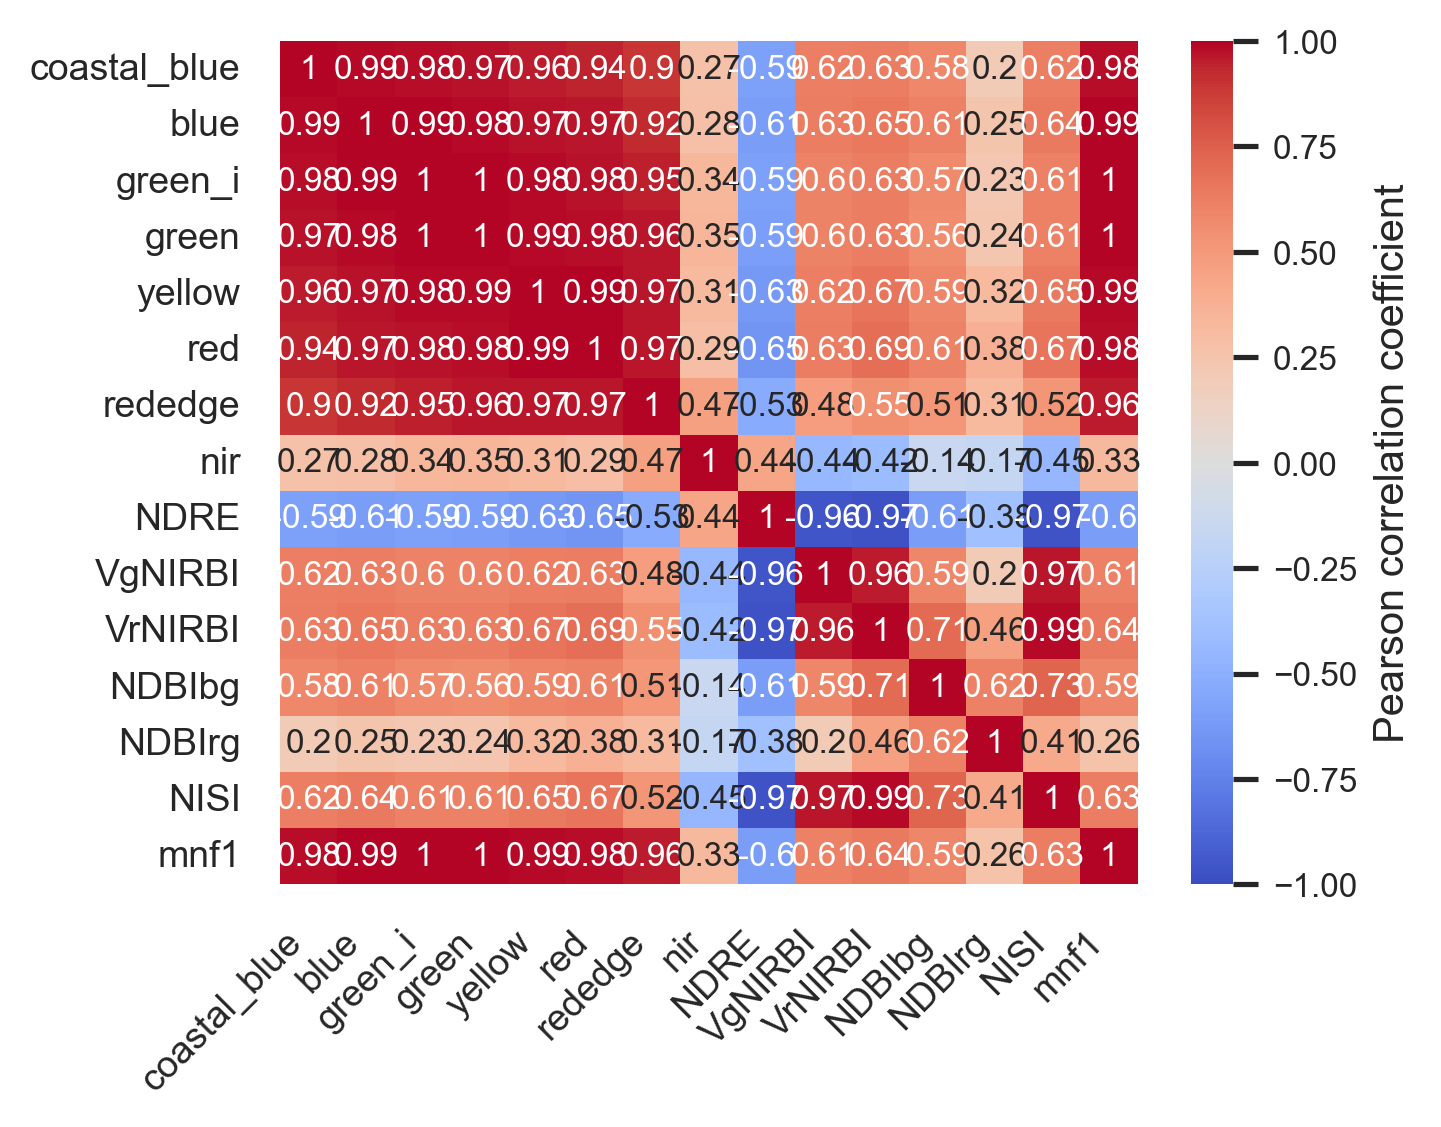 coastal_blue 1 0.99 0.98 0.97 0.96 0.94 0.9 0.27 -0.59 0.62 0.63 0.58 0.2 0.62 0.98
blue 0.99 1 0.99 0.98 0.97 0.97 0.92 0.28 -0.61 0.63 0.65 0.61 0.25 0.64 0.99
green_i 0.98 0.99 1 1 0.98 0.98 0.95 0.34 -0.59 0.6 0.63 0.57 0.23 0.61 1
green 0.97 0.98 1 1 0.99 0.98 0.96 0.35 -0.59 0.6 0.63 0.56 0.24 0.61 1
yellow 0.96 0.97 0.98 0.99 1 0.99 0.97 0.31 -0.63 0.62 0.67 0.59 0.32 0.65 0.99
red 0.94 0.97 0.98 0.98 0.99 1 0.97 0.29 -0.65 0.63 0.69 0.61 0.38 0.67 0.98
rededge 0.9 0.92 0.95 0.96 0.97 0.97 1 0.47 -0.53 0.48 0.55 0.51 0.31 0.52 0.96
nir 0.27 0.28 0.34 0.35 0.31 0.29 0.47 1 0.44 -0.44 -0.42 -0.14 -0.17 -0.45 0.33
NDRE -0.59 -0.61 -0.59 -0.59 -0.63 -0.65 -0.53 0.44 1 -0.96 -0.97 -0.61 -0.38 -0.97 -0.6
VgNIRBI 0.62 0.63 0.6 0.6 0.62 0.63 0.48 -0.44 -0.96 1 0.96 0.59 0.2 0.97 0.61
VrNIRBI 0.63 0.65 0.63 0.63 0.67 0.69 0.55 -0.42 -0.97 0.96 1 0.71 0.46 0.99 0.64
NDBIbg 0.58 0.61 0.57 0.56 0.59 0.61 0.51 -0.14 -0.61 0.59 0.71 1 0.62 0.73 0.59
NDBIrg 0.2 0.25 0.23 0.24 0.32 0.38 0.31 -0.17 -0.38 0.2 0.46 0.62 1 0.41 0.26
NISI 0.62 0.64 0.61 0.61 0.65 0.67 0.52 -0.45 -0.97 0.97 0.99 0.73 0.41 1 0.63
mnf1 0.98 0.99 1 1 0.99 0.98 0.96 0.33 -0.6 0.61 0.64 0.59 0.26 0.63 1
coastal_blue
blue
green_i
green
yellow
red
rededge
nir
NDRE
VgNIRBI
VrNIRBI
NDBIbg
NDBIrg
NISI
mnf1
1.00
0.75
0.50
0.25
0.00
−0.25
−0.50
−0.75
−1.00
Pearson correlation coefficient